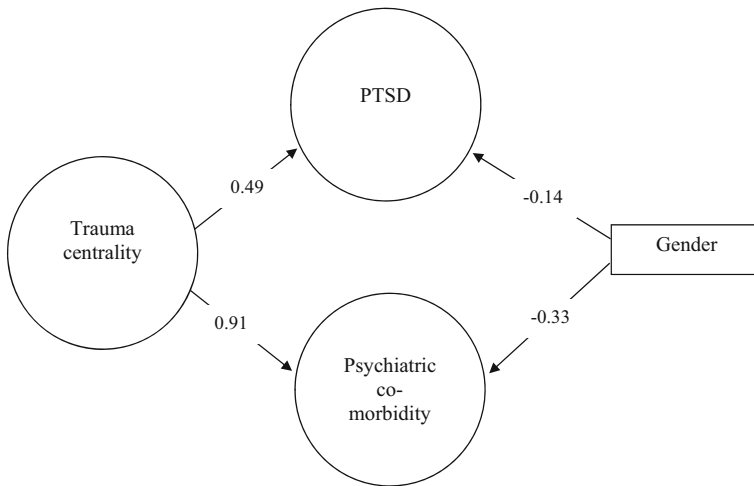 PTSD
0.49
-0.14
Trauma
centrality
Gender
0.91
-0.33
Psychiatric
co-
morbidity